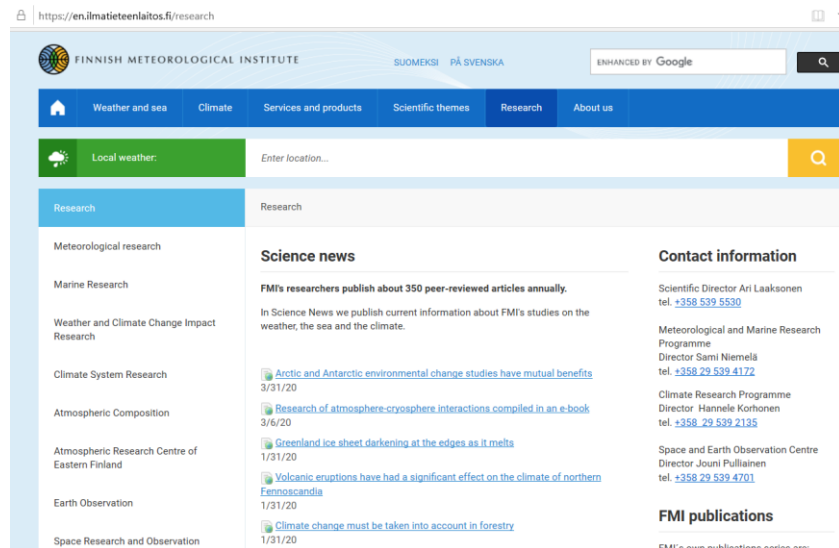 https://en.ilmatieteenlaitos.fi/research
FINNISH METEOROLOGICAL INSTITUTE
SUOMEKSI PÅ SVENSKA
ENHANCED BY Google
Weather and sea Climate Services and products Scientific themes Research About us
Local weather:
Enter location...
Research
Meteorological research
Marine Research
Weather and Climate Change Impact
Research
Climate System Research
Atmospheric Composition
Atmospheric Research Centre of
Eastern Finland
Earth Observation
Space Research and Observation
Research
Science news
FMI's researchers publish about 350 peer-reviewed articles annually.
In Science News we publish current information about FMI's studies on the
weather, the sea and the climate.
Arctic and Antarctic environmental change studies have mutual benefits
3/31/20
Research of atmosphere-cryosphere interactions compiled in an e-book
3/6/20
Greenland ice sheet darkening at the edges as it melts
1/31/20
Volcanic eruptions have had a significant effect on the climate of northern
Fennoscandia
1/31/20
Climate change must be taken into account in forestry
1/31/20
Contact information
Scientific Director Ari Laaksonen
tel. +358 539 5530
Meteorological and Marine Research
Programme
Director Sami Niemelä
tel. +358 29 539 4172
Climate Research Programme
Director Hannele Korhonen
tel. +358 29 539 2135
Space and Earth Observation Centre
Director Jouni Pulliainen
tel. +358 29 539 4701
FMI publications